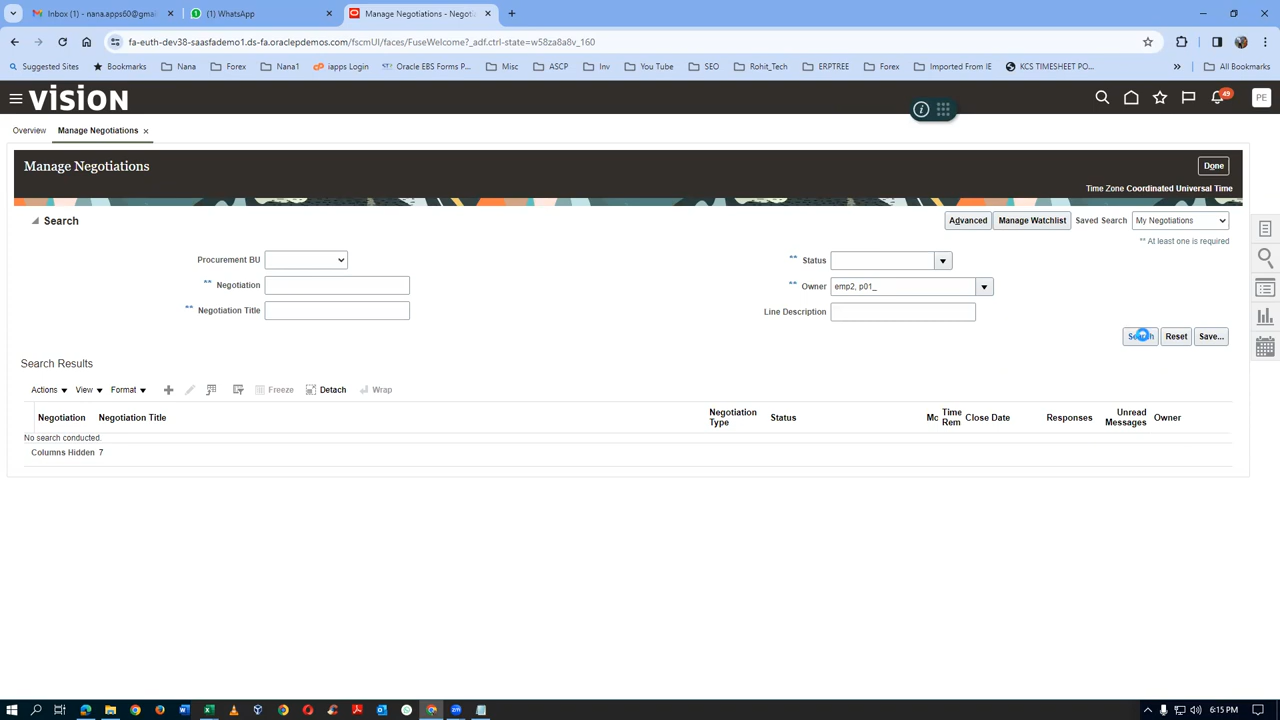 Inbox (1) - nana.apps60@gmai
(1) WhatsApp
Manage Negotiations - Negoti
fa-euth-dev38-saasfademo1.ds-fa.oraclepdemos.com/fscmUI/faces/FuseWelcome?_adf.ctrl-state=w58za8a8v_160
Suggested Sites Bookmarks Nana Forex Nana1 iapps Login Oracle EBS Forms P... Misc ASCP Inv You Tube SEO Rohit_Tech ERPTREE Forex Imported From IE KCS TIMESHEET PO... » All Bookmarks
VISION 49 PE
Overview Manage Negotiations
Manage Negotiations Done
Time Zone Coordinated Universal Time
Search Advanced Manage Watchlist Saved Search My Negotiations
** At least one is required
Procurement BU ** Status
** Negotiation ** Owner emp2, p01_
** Negotiation Title Line Description
Search Reset Save...
Search Results
Actions View Format Freeze Detach Wrap
Negotiation Negotiation Title Negotiation Type Status Mc Time Rem Close Date Responses Unread Messages Owner
No search conducted.
Columns Hidden 7
6:15 PM